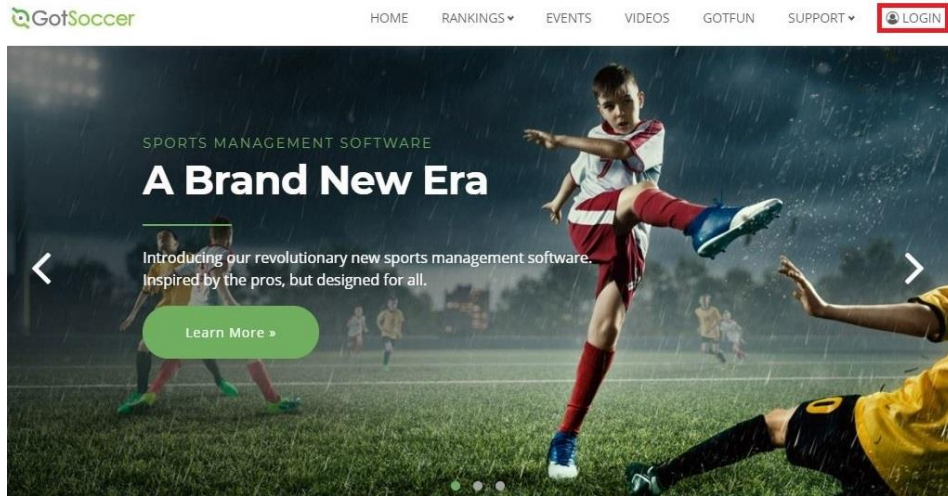 GotSoccer
HOME RANKINGS EVENTS VIDEOS GOTFUN SUPPORT LOGIN
SPORTS MANAGEMENT SOFTWARE
A Brand New Era
Introducing our revolutionary new sports management software.
Inspired by the pros, but designed for all.
Learn More »